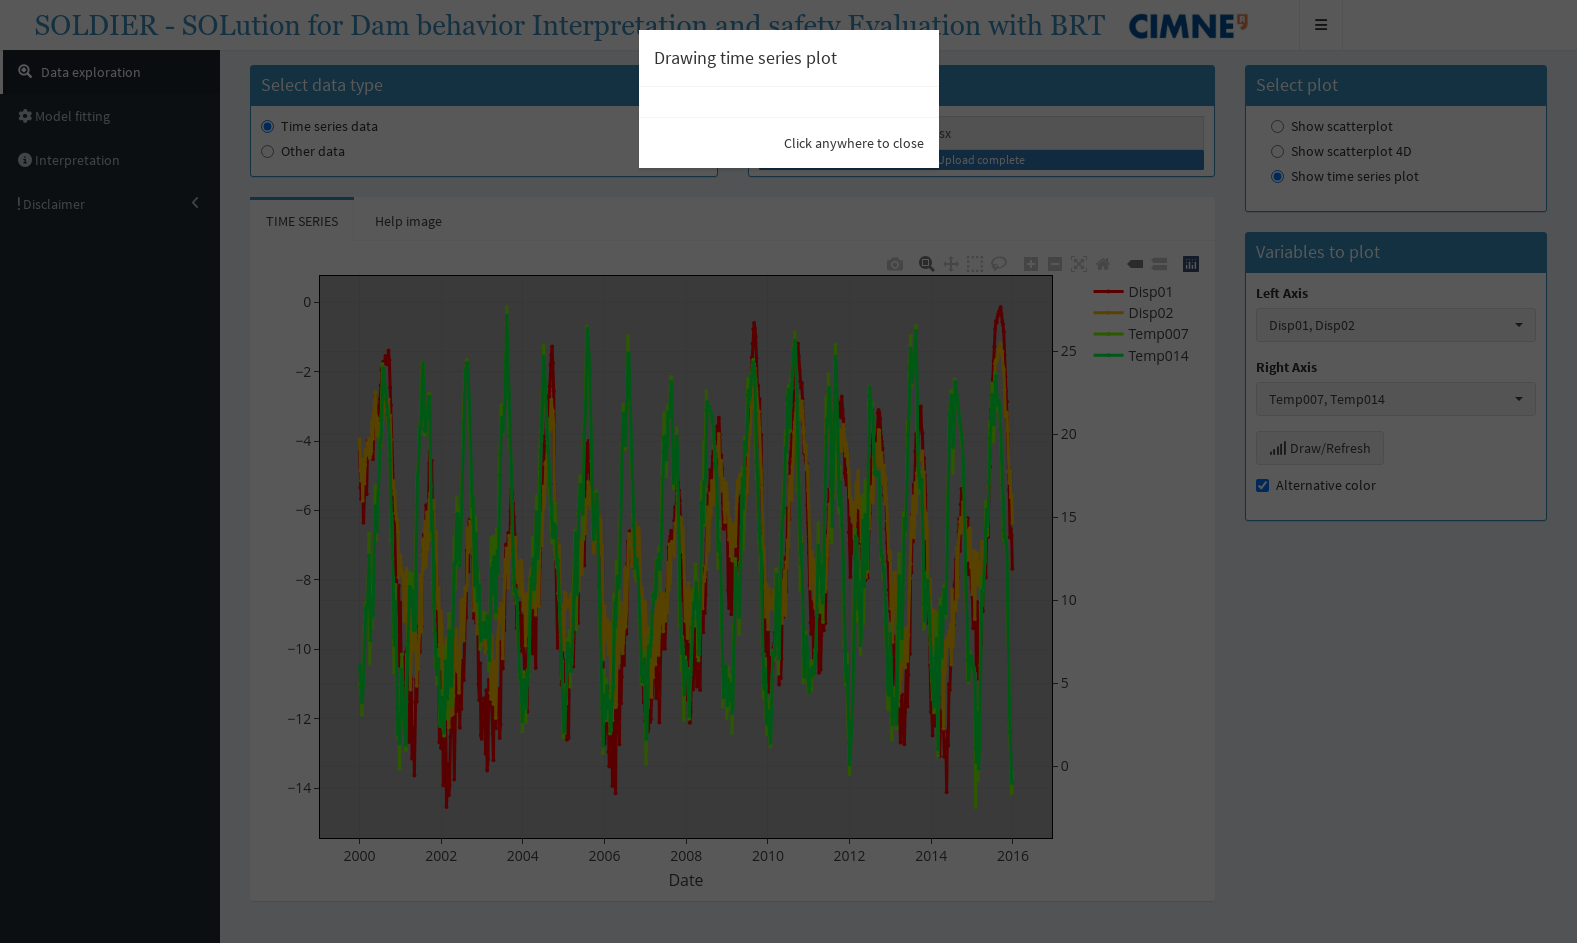 SOLDIER - SOLution for Dam behavior Interpretation and safety Evaluation with BRT
CIMNE
Drawing time series plot
Click anywhere to close
Data exploration
Model fitting
Interpretation
Disclaimer
Select data type
Time series data
Other data
sx
Upload complete
Select plot
Show scatterplot
Show scatterplot 4D
Show time series plot
TIME SERIES
Help image
Variables to plot
Left Axis
Disp01, Disp02
Right Axis
Temp007, Temp014
Draw/Refresh
Alternative color
Disp01
Disp02
Temp007
Temp014
0
−2
−4
−6
−8
−10
−12
−14
25
20
15
10
5
0
2000 2002 2004 2006 2008 2010 2012 2014 2016
Date